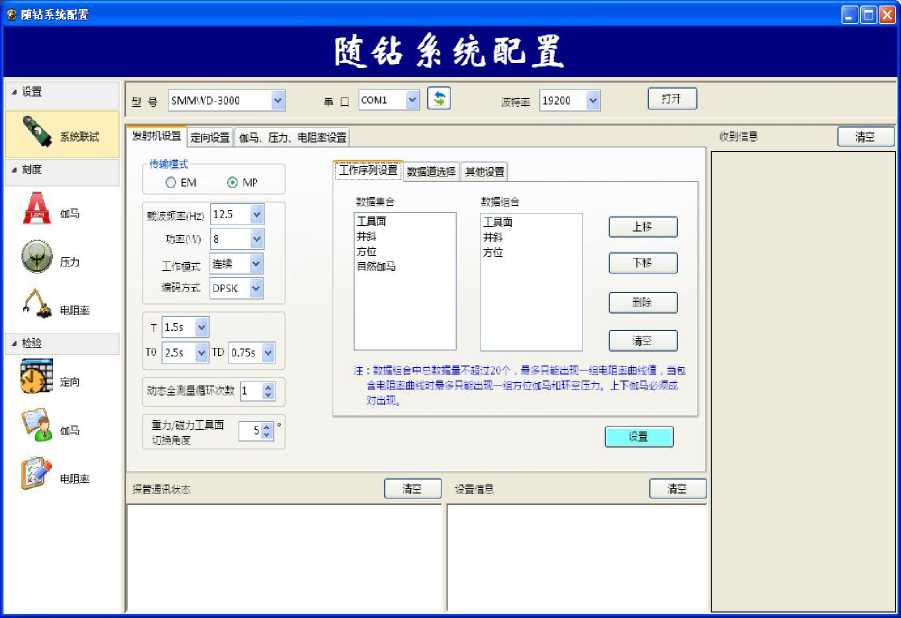 随钻系统配置
随钻系统配置
设置
系统联试
刻度
伽马
压力
电阻率
检验
定向
伽马
电阻率
型 号 SMMWD-3000 串 口 COM1 波特率 19200 打开
发射机设置 定向设置 伽马、压力、电阻率设置
收到信息 清空
传输模式
EM MP
载波频率(Hz) 12.5
功率(W) 8
工作模式 连续
编码方式 DPSK
T 1.5s
T0 2.5s TD 0.75s
动态全测量循环次数 1
重力/磁力工具面
切换角度 5 °
工作序列设置 数据道选择 其他设置
数据集合
工具面
井斜
方位
自然伽马
数据组合
工具面
井斜
方位
上移
下移
删除
清空
注：数据组合中总数据量不超过20个，最多只能出现一组电阻率曲线值，当包
含电阻率曲线时最多只能出现一组方位伽马和环空压力。上下伽马必须成
对出现。
设置
探管通讯状态 清空
设置信息 清空